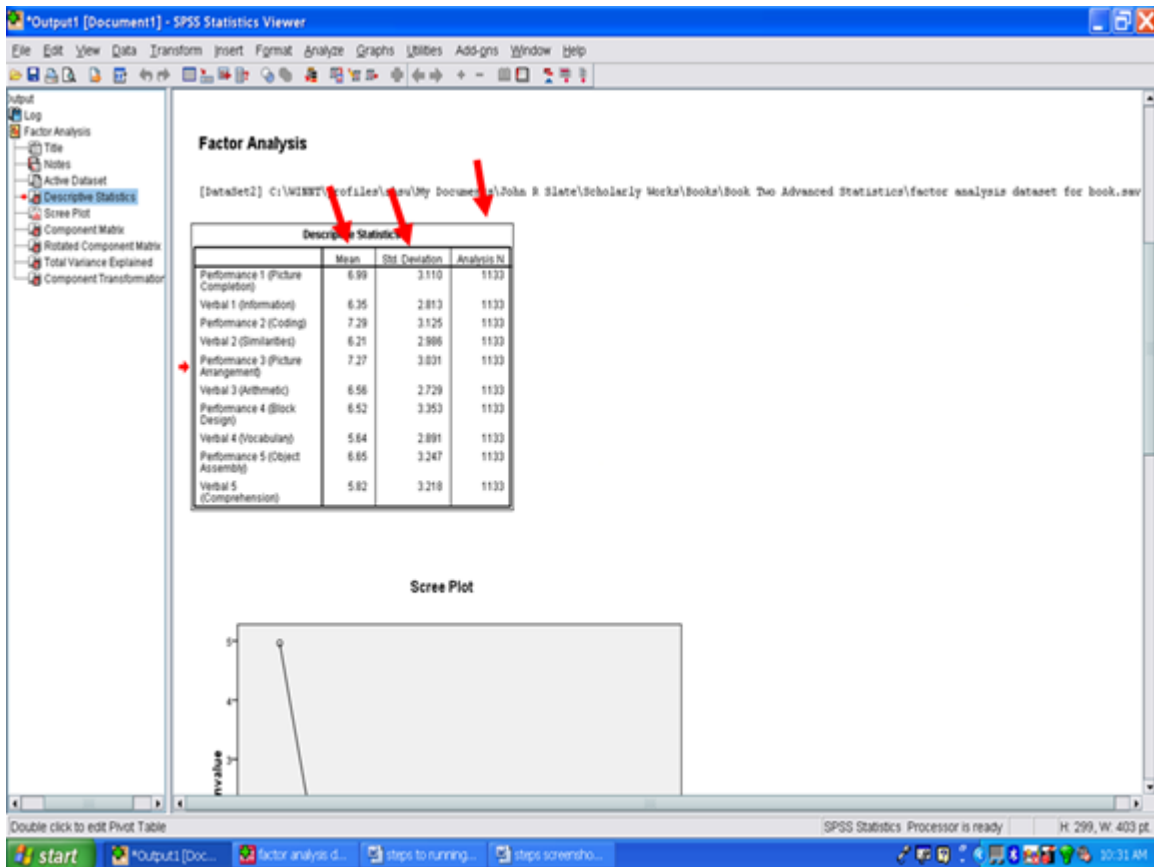 *Output1 [Document1] - SPSS Statistics Viewer
File Edit View Data Transform Insert Format Analyze Graphs Utilities Add-ons Window Help
Output
Log
Factor Analysis
Title
Notes
Active Dataset
Descriptive Statistics
Scree Plot
Component Matrix
Rotated Component Matrix
Total Variance Explained
Component Transformation
Factor Analysis
[DataSet2] C:\WINNT\Profiles\ \My Documents\John R Slate\Scholarly Works\Books\Book Two Advanced Statistics\factor analysis dataset for book.sav
Descriptive Statistics
Mean Std. Deviation Analysis N
Performance 1 (Picture Completion) 6.99 3.110 1133
Verbal 1 (Information) 6.35 2.813 1133
Performance 2 (Coding) 7.29 3.125 1133
Verbal 2 (Similarities) 6.21 2.986 1133
Performance 3 (Picture Arrangement) 7.27 3.031 1133
Verbal 3 (Arithmetic) 6.56 2.729 1133
Performance 4 (Block Design) 6.52 3.353 1133
Verbal 4 (Vocabulary) 5.64 2.891 1133
Performance 5 (Object Assembly) 6.65 3.247 1133
Verbal 5 (Comprehension) 5.82 3.218 1133
Scree Plot
5
4
3
nvalue
Double click to edit Pivot Table
SPSS Statistics Processor is ready
H: 299, W: 403 pt.
start
*Output1 [Doc...
factor analysis d...
steps to running...
steps screensho...
10:31 AM